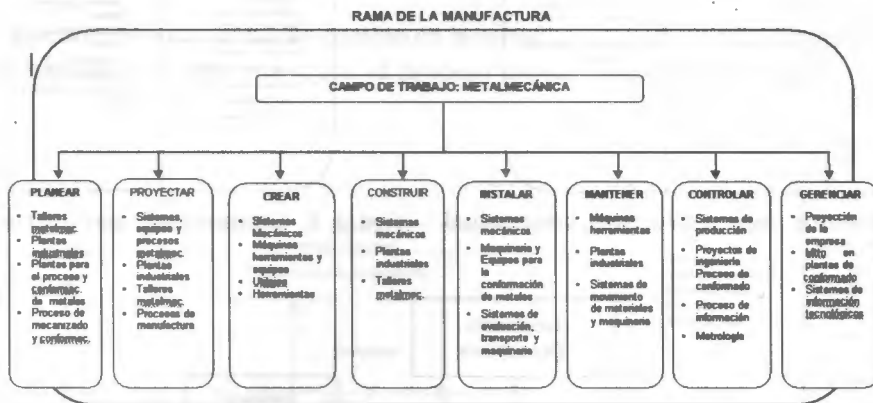 RAMA DE LA MANUFACTURA
CAMPO DE TRABAJO: METALMECÁNICA
PLANEAR
• Talleres
metalmec.
• Plantas
industriales
• Plantas para
el proceso y
conformac.
de metales
• Proceso de
mecanizado
y conformac.
PROYECTAR
• Sistemas,
equipos y
procesos
metalmec.
• Plantas
industriales
• Talleres
metalmec.
• Procesos de
manufactura
CREAR
• Sistemas
Mecánicos
• Máquinas
herramientas y
equipos
• Utillajes
• Herramientas
CONSTRUIR
• Sistemas
mecánicos
• Plantas
industriales
• Talleres
metalmec.
INSTALAR
• Sistemas
mecánicos
• Maquinaria y
Equipos para
la
conformación
de metales
• Sistemas de
evaluación,
transporte y
maquinaria
MANTENER
• Máquinas
herramientas
• Plantas
industriales
• Sistemas de
movimiento
de materiales
y maquinaria
CONTROLAR
• Sistemas de
producción
• Proyectos de
ingeniería
Proceso de
conformado
• Proceso de
información
• Metrología
GERENCIAR
• Proyección
de la
empresa
• Mtto en
plantas de
conformado
• Sistemas de
información
tecnológicos